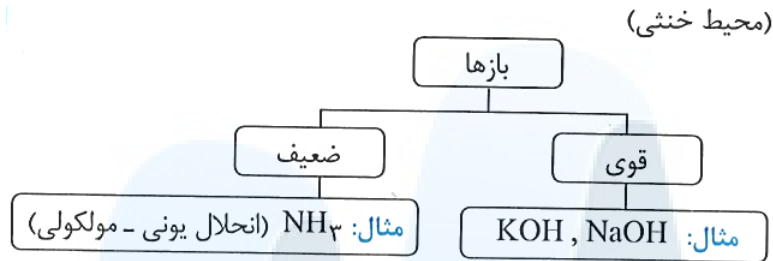 (محیط خنثی)
بازها
قوی
ضعیف
مثال: KOH , NaOH
مثال: NH۳ (انحلال یونی - مولکولی)